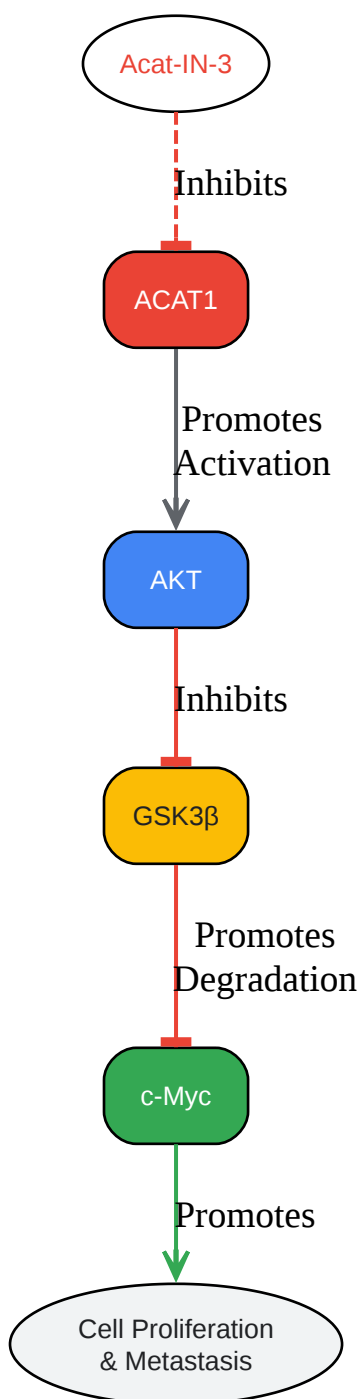 Acat-IN-3
Inhibits
ACAT1
Promotes
Activation
AKT
Inhibits
GSK3β
Promotes
Degradation
c-Myc
Promotes
Cell Proliferation
& Metastasis